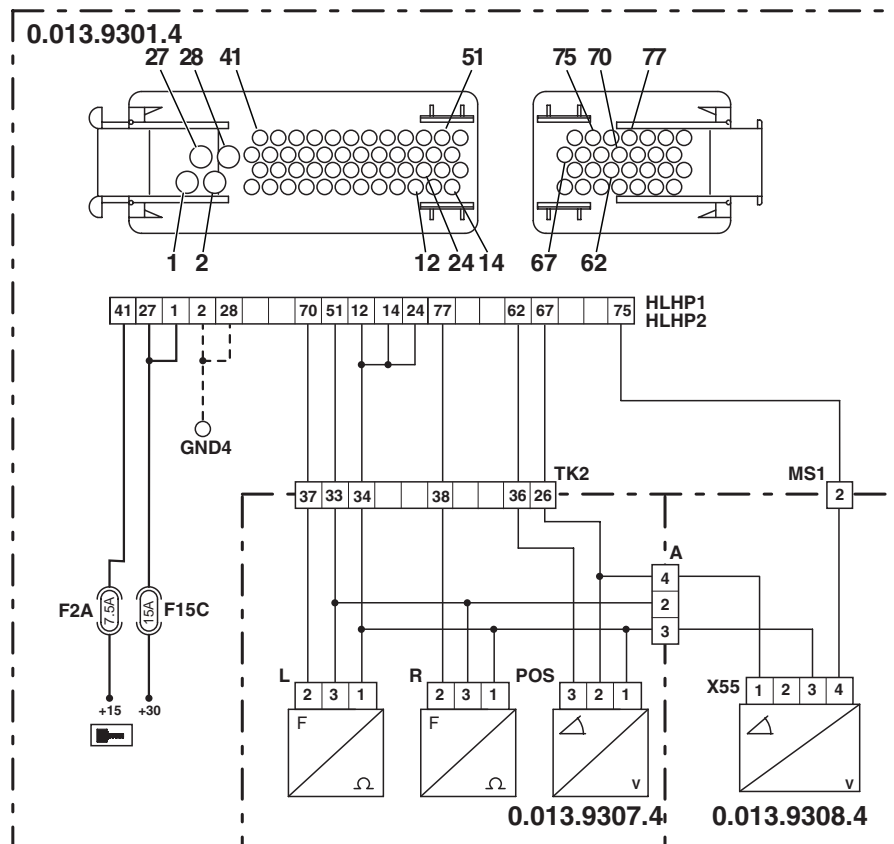 0.013.9301.4
27 28 41 51 75 70 77
1 2 12 24 14 67 62
41 27 1 2 28 70 51 12 14 24 77 62 67 75
HLHP1
HLHP2
GND4
TK2
MS1
37 33 34 38 36 26
2
A
4
2
3
F2A
7.5A
15A
F15C
+15
+30
L
2 3 1
F
Ω
R
2 3 1
F
Ω
POS
3 2 1
V
X55
1 2 3 4
V
0.013.9307.4
0.013.9308.4